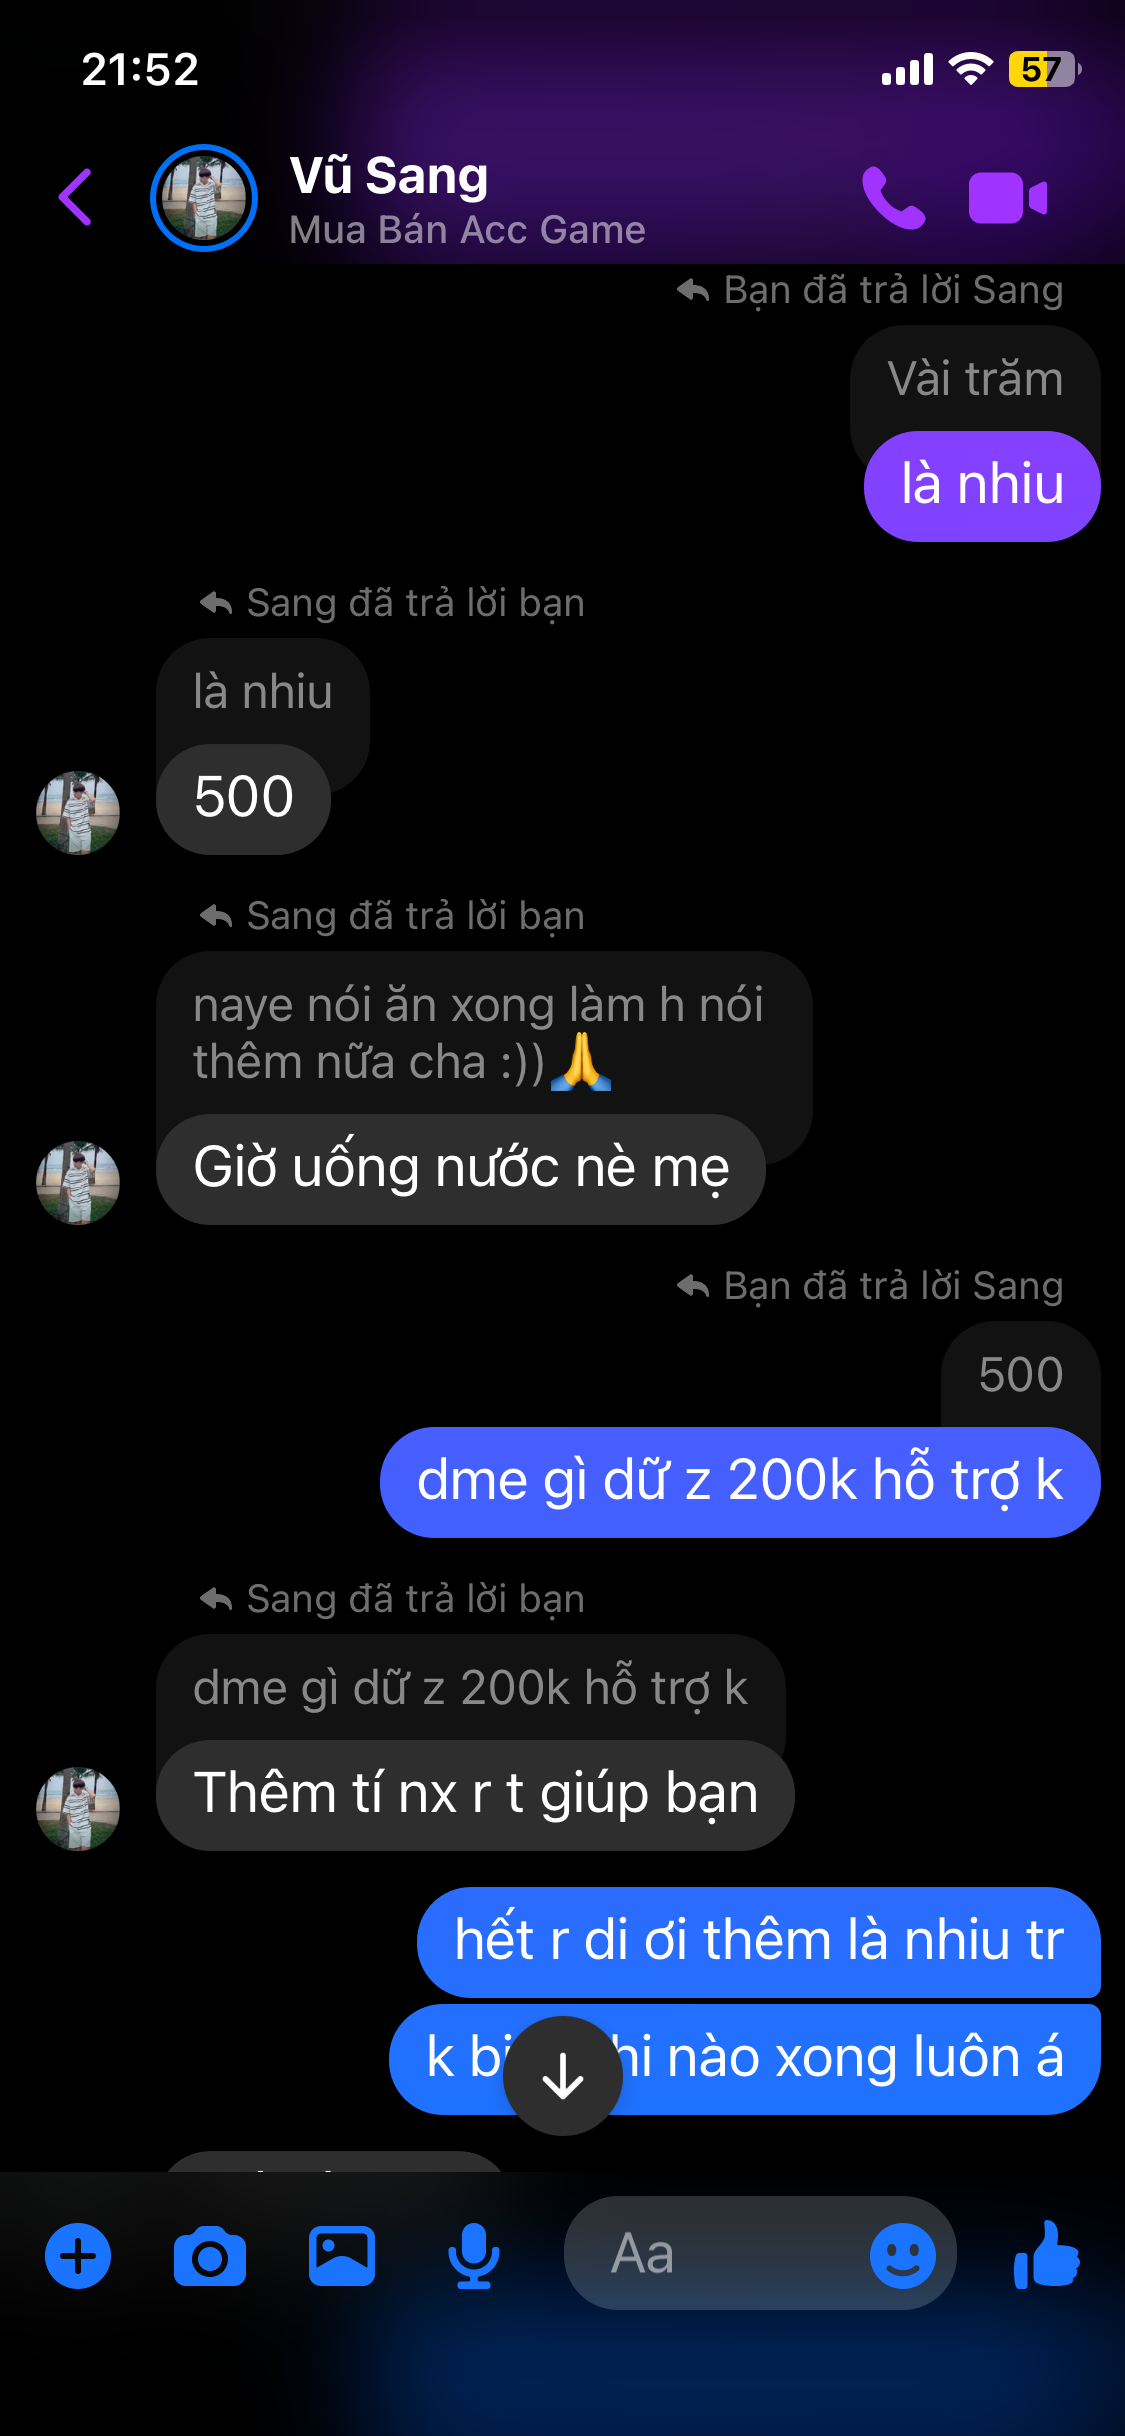 21:52
57
Vũ Sang
Mua Bán Acc Game
Bạn đã trả lời Sang
Vài trăm
là nhiu
Sang đã trả lời bạn
là nhiu
500
Sang đã trả lời bạn
naye nói ăn xong làm h nói
thêm nữa cha :))🙏
Giờ uống nước nè mẹ
Bạn đã trả lời Sang
500
dme gì dữ z 200k hỗ trợ k
Sang đã trả lời bạn
dme gì dữ z 200k hỗ trợ k
Thêm tí nx r t giúp bạn
hết r di ơi thêm là nhiu tr
k nào xong luôn á
Aa